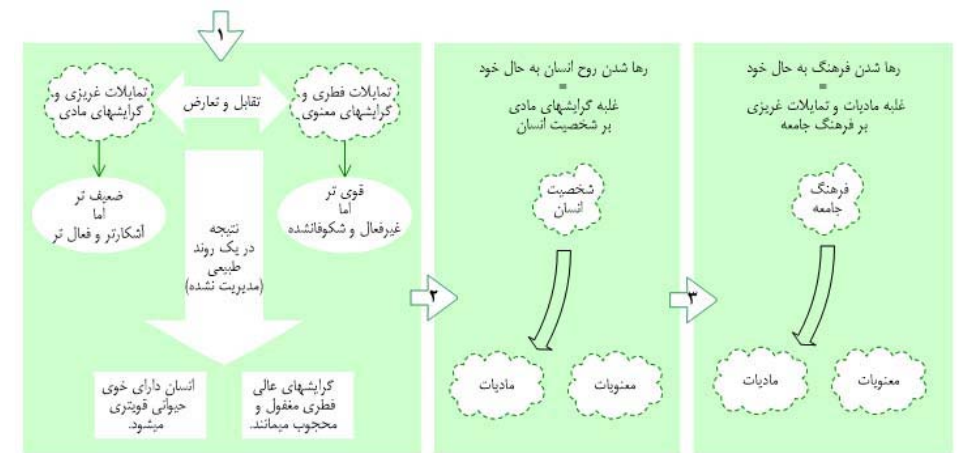 ۱
تمایلات فطری و
گرایشهای معنوی
تقابل و تعارض
تمایلات غریزی و
گرایشهای مادی
قوی تر
اما
غیرفعال و شکوفانشده
ضعیف تر
اما
آشکارتر و فعال تر
نتیجه
در یک روند
طبیعی
(مدیریت نشده)
گرایشهای عالی
فطری مغفول و
محجوب میمانند.
انسان دارای خوی
حیوانی قویتری
میشود.
۲
رها شدن روح انسان به حال خود
=
غلبه گرایشهای مادی
بر شخصیت انسان
شخصیت
انسان
معنویات
مادیات
۳
رها شدن فرهنگ به حال خود
=
غلبه مادیات و تمایلات غریزی
بر فرهنگ جامعه
فرهنگ
جامعه
معنویات
مادیات